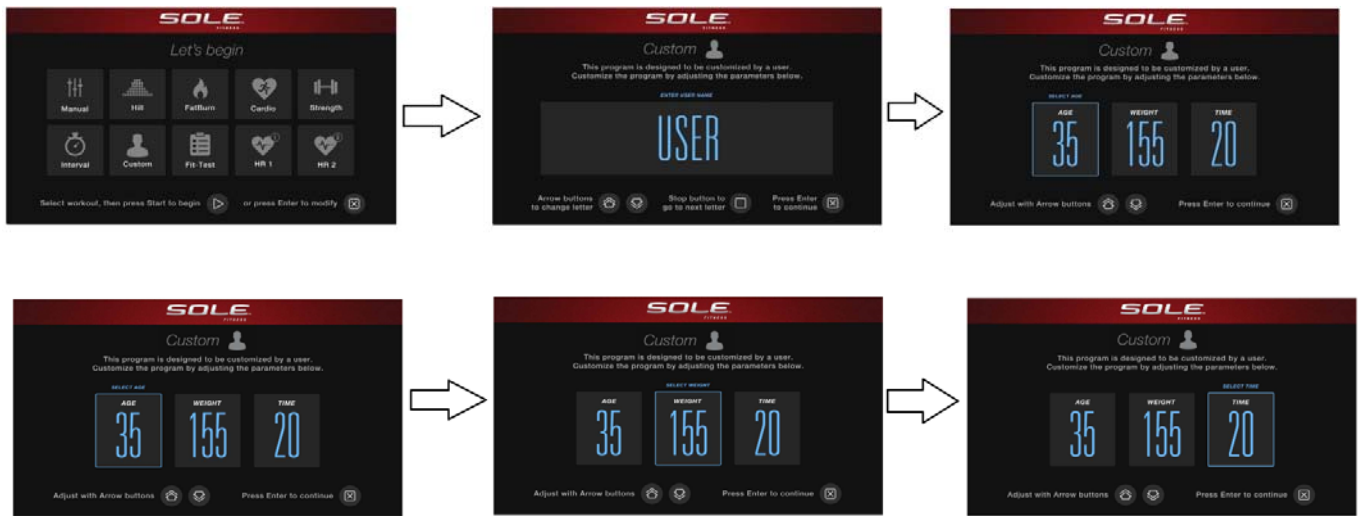 SOLE
FITNESS
Let's begin
Manual
Hill
FatBurn
Cardio
Strength
Interval
Custom
Fit-Test
1
HR 1
2
HR 2
Select workout, then press Start to begin
or press Enter to modify
SOLE
FITNESS
Custom
This program is designed to be customized by a user.
Customize the program by adjusting the parameters below.
ENTER USER NAME
USER
Arrow buttons
to change letter
Stop button to
go to next letter
Press Enter
to continue
SOLE
FITNESS
Custom
This program is designed to be customized by a user.
Customize the program by adjusting the parameters below.
SELECT AGE
AGE
35
WEIGHT
155
TIME
20
Adjust with Arrow buttons
Press Enter to continue
SOLE
FITNESS
Custom
This program is designed to be customized by a user.
Customize the program by adjusting the parameters below.
SELECT AGE
AGE
35
WEIGHT
155
TIME
20
Adjust with Arrow buttons
Press Enter to continue
SOLE
FITNESS
Custom
This program is designed to be customized by a user.
Customize the program by adjusting the parameters below.
SELECT WEIGHT
AGE
35
WEIGHT
155
TIME
20
Adjust with Arrow buttons
Press Enter to continue
SOLE
FITNESS
Custom
This program is designed to be customized by a user.
Customize the program by adjusting the parameters below.
SELECT TIME
AGE
35
WEIGHT
155
TIME
20
Adjust with Arrow buttons
Press Enter to continue